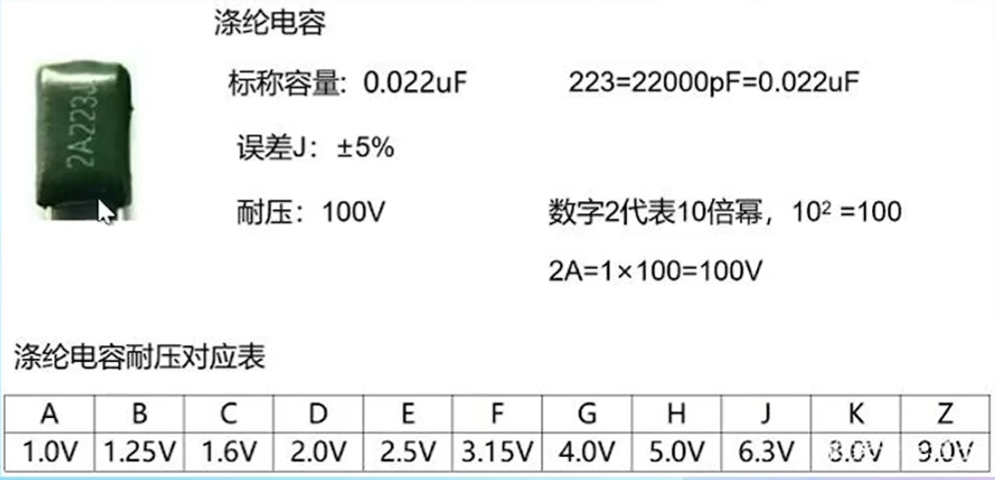 涤纶电容
2A223J
标称容量: 0.022uF 223=22000pF=0.022uF
误差J: ±5%
耐压: 100V 数字2代表10倍幂, 10² =100
2A=1×100=100V
涤纶电容耐压对应表
A B C D E F G H J K Z
1.0V 1.25V 1.6V 2.0V 2.5V 3.15V 4.0V 5.0V 6.3V 8.0V 9.0V